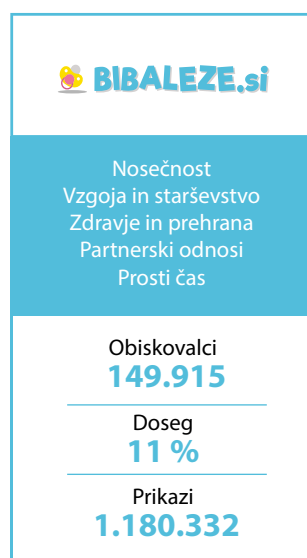 BIBALEZE.si
Nosečnost
Vzgoja in starševstvo
Zdravje in prehrana
Partnerski odnosi
Prosti čas
Obiskovalci
149.915
Doseg
11 %
Prikazi
1.180.332